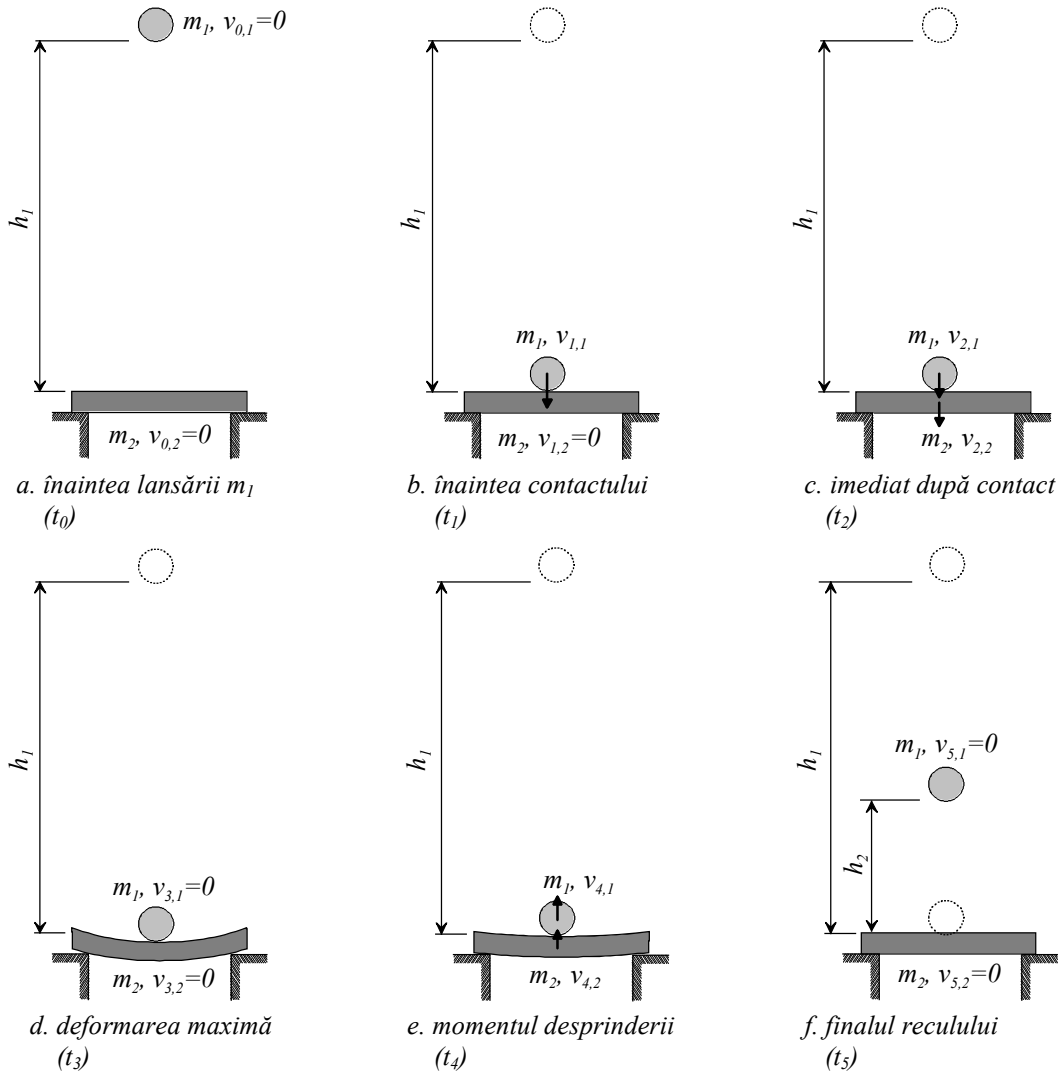 m₁, v₀,₁=0
h₁
m₂, v₀,₂=0
a. înaintea lansării m₁
(t₀)
h₁
m₁, v₁,₁
m₂, v₁,₂=0
b. înaintea contactului
(t₁)
h₁
m₁, v₂,₁
m₂, v₂,₂
c. imediat după contact
(t₂)
h₁
m₁, v₃,₁=0
m₂, v₃,₂=0
d. deformarea maximă
(t₃)
h₁
m₁, v₄,₁
m₂, v₄,₂
e. momentul desprinderii
(t₄)
h₁
m₁, v₅,₁=0
h₂
m₂, v₅,₂=0
f. finalul reculului
(t₅)